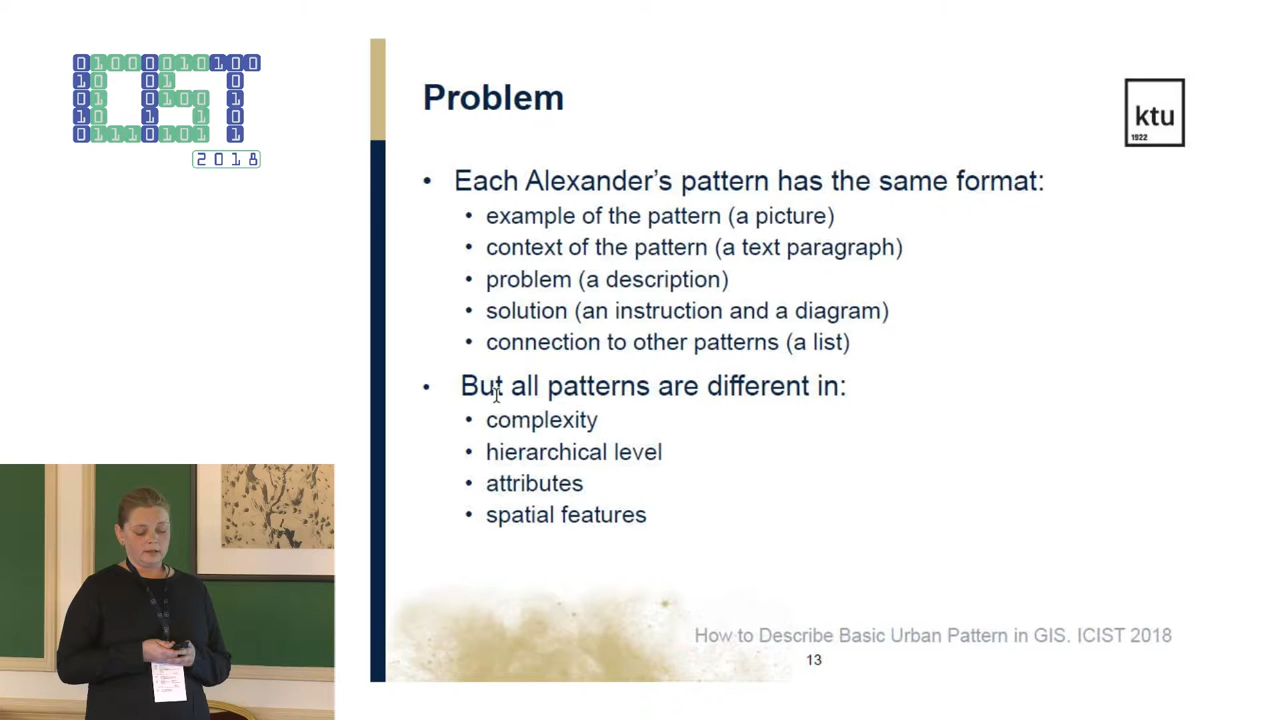 2018
Problem
ktu
1922
• Each Alexander's pattern has the same format:
• example of the pattern (a picture)
• context of the pattern (a text paragraph)
• problem (a description)
• solution (an instruction and a diagram)
• connection to other patterns (a list)
• But all patterns are different in:
• complexity
• hierarchical level
• attributes
• spatial features
How to Describe Basic Urban Pattern in GIS. ICIST 2018
13